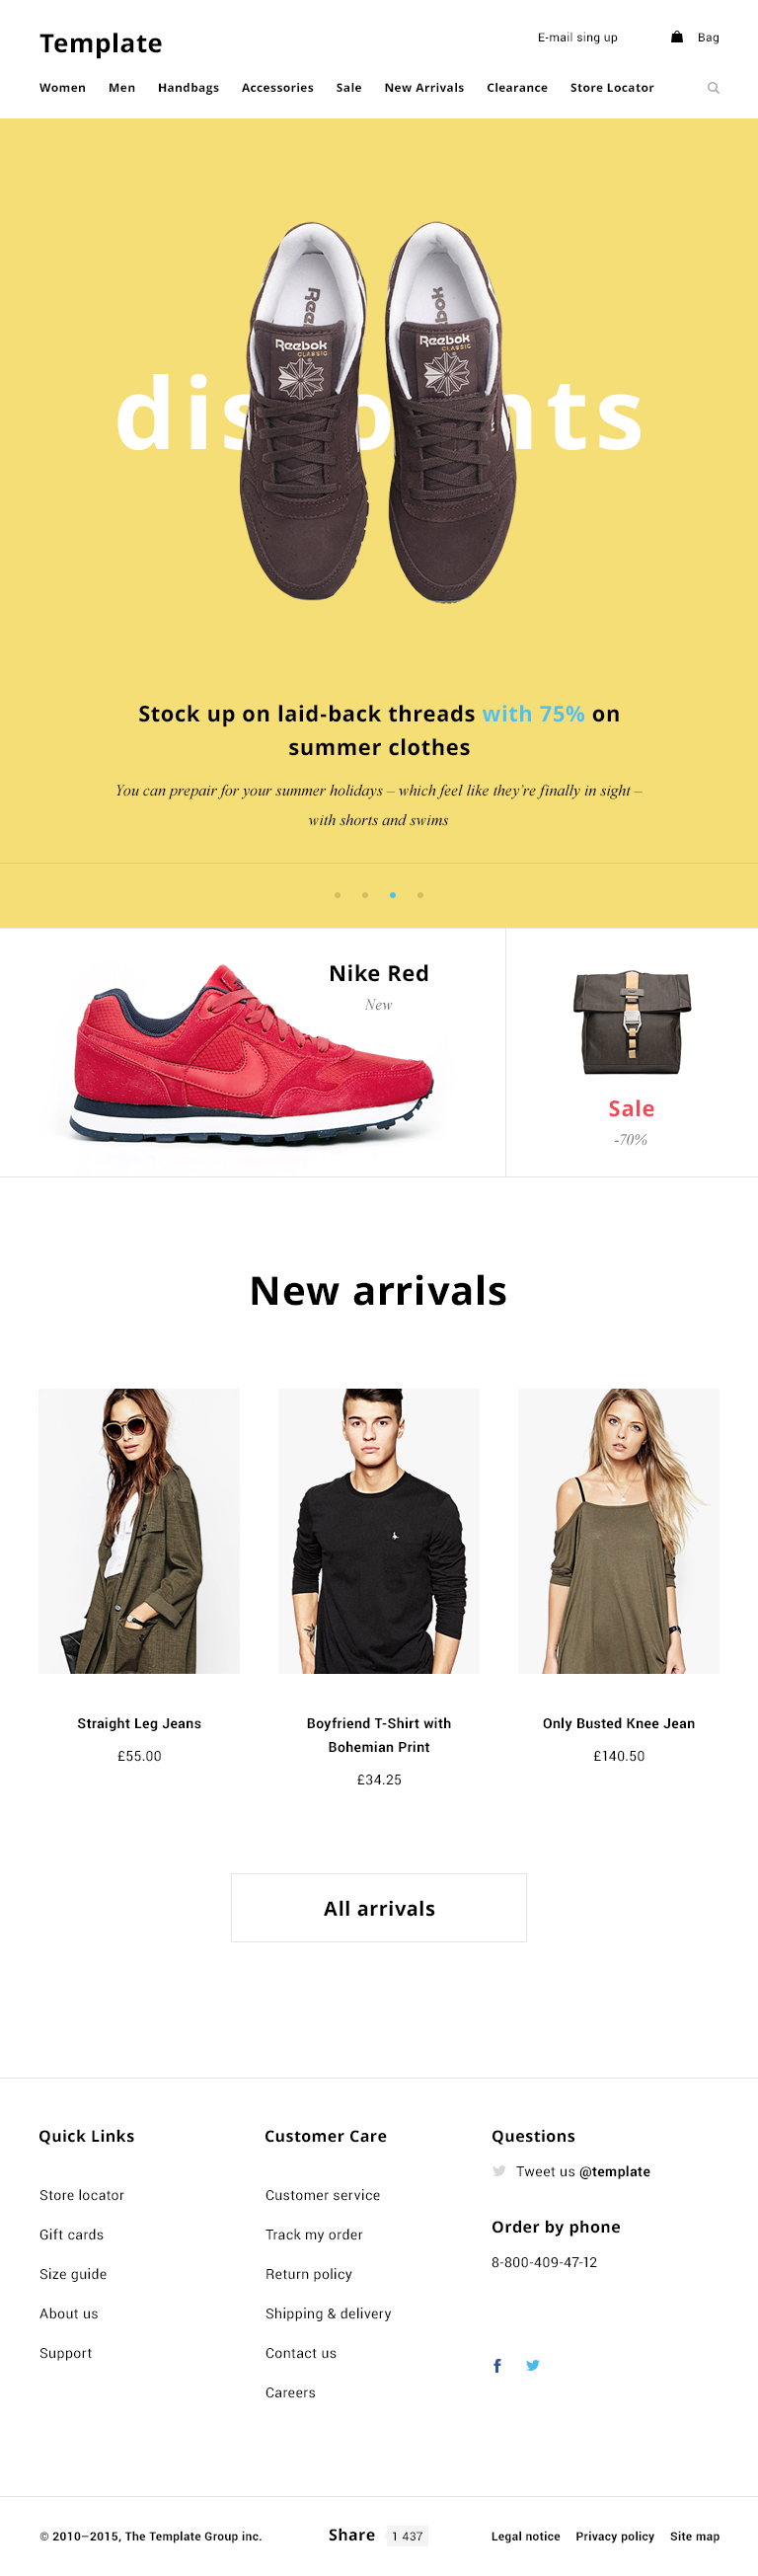 Template
E-mail sing up
Bag
Women Men Handbags Accessories Sale New Arrivals Clearance Store Locator
Reebok
Reebok
Reebok
CLASSIC
Reebok
CLASSIC
Stock up on laid-back threads with 75% on
summer clothes
You can prepair for your summer holidays – which feel like they're finally in sight –
with shorts and swims
Nike Red
New
Sale
-70%
New arrivals
Straight Leg Jeans
£55.00
Boyfriend T-Shirt with
Bohemian Print
£34.25
Only Busted Knee Jean
£140.50
All arrivals
Quick Links
Store locator
Gift cards
Size guide
About us
Support
Customer Care
Customer service
Track my order
Return policy
Shipping & delivery
Contact us
Careers
Questions
Tweet us @template
Order by phone
8-800-409-47-12
© 2010–2015, The Template Group inc.
Share 1 437
Legal notice Privacy policy Site map